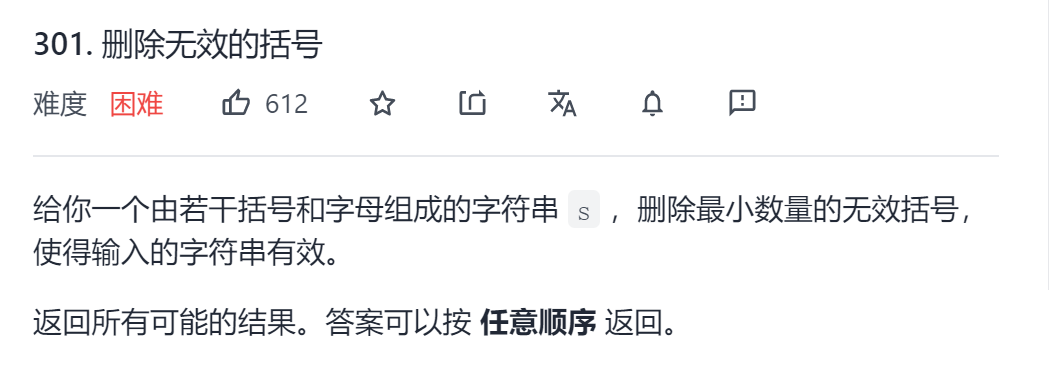 301. 删除无效的括号
难度 困难 612
给你一个由若干括号和字母组成的字符串 s ，删除最小数量的无效括号，
使得输入的字符串有效。
返回所有可能的结果。答案可以按 任意顺序 返回。